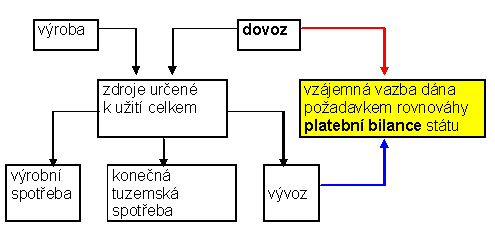 výroba
dovoz
zdroje určené
k užití celkem
vzájemná vazba dána
požadavkem rovnováhy
platební bilance státu
výrobní
spotřeba
konečná
tuzemská
spotřeba
vývoz